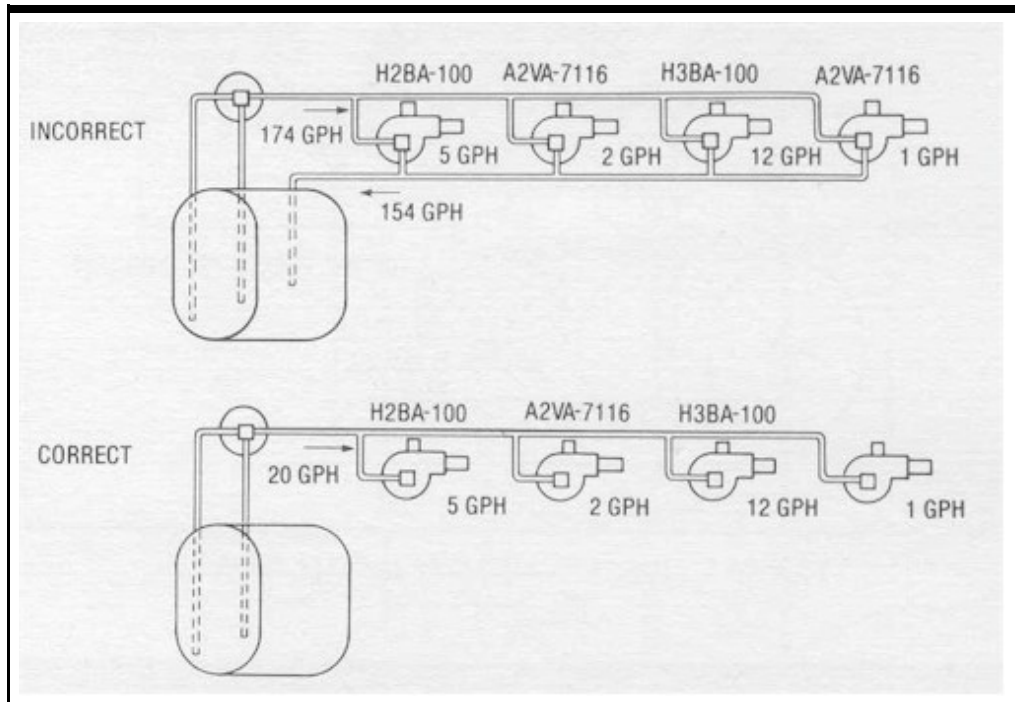 H2BA-100 A2VA-7116 H3BA-100 A2VA-7116
INCORRECT
174 GPH 5 GPH 2 GPH 12 GPH 1 GPH
154 GPH
H2BA-100 A2VA-7116 H3BA-100
CORRECT
20 GPH 5 GPH 2 GPH 12 GPH 1 GPH